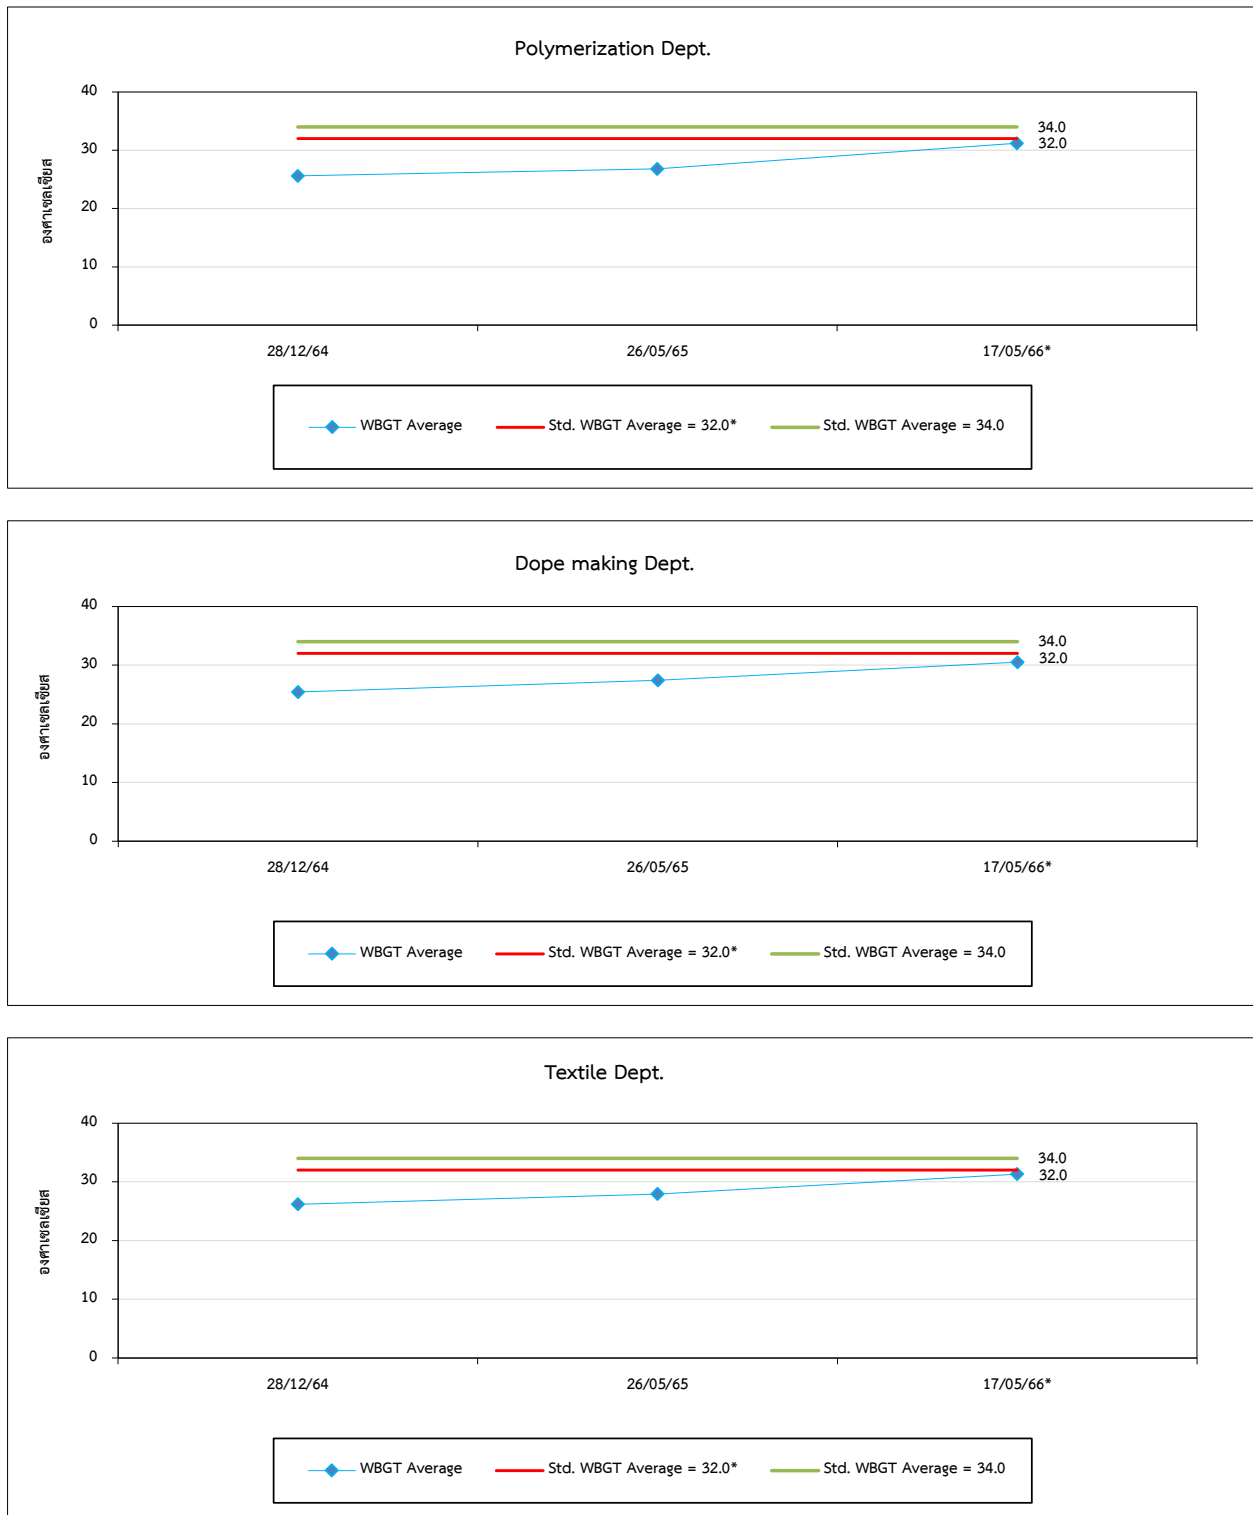 Polymerization Dept.
40
30
20
10
0
องศาเซลเซียส
34.0
32.0
28/12/64 26/05/65 17/05/66*
WBGT Average Std. WBGT Average = 32.0* Std. WBGT Average = 34.0
Dope making Dept.
40
30
20
10
0
องศาเซลเซียส
34.0
32.0
28/12/64 26/05/65 17/05/66*
WBGT Average Std. WBGT Average = 32.0* Std. WBGT Average = 34.0
Textile Dept.
40
30
20
10
0
องศาเซลเซียส
34.0
32.0
28/12/64 26/05/65 17/05/66*
WBGT Average Std. WBGT Average = 32.0* Std. WBGT Average = 34.0